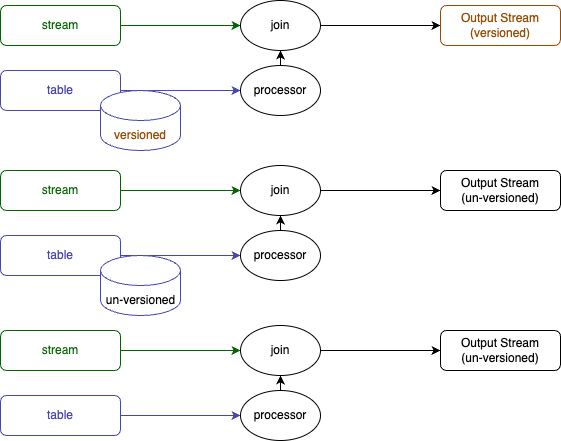 stream
join
Output Stream
(versioned)
table
processor
versioned
stream
join
Output Stream
(un-versioned)
table
processor
un-versioned
stream
join
Output Stream
(un-versioned)
table
processor